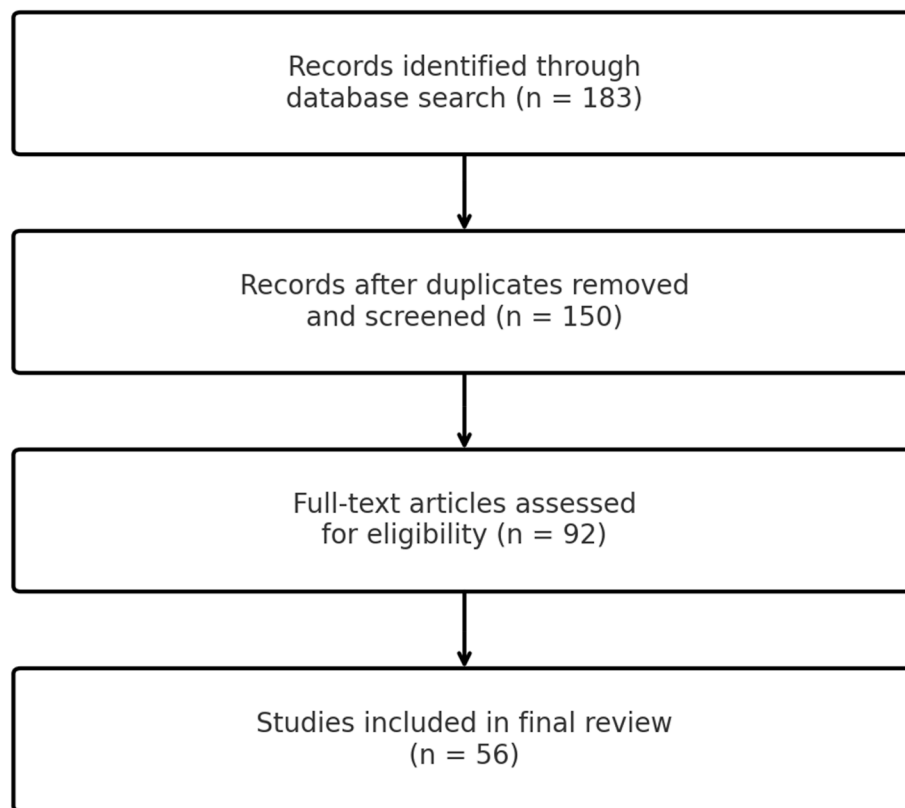 Records identified through
database search (n = 183)
Records after duplicates removed
and screened (n = 150)
Full-text articles assessed
for eligibility (n = 92)
Studies included in final review
(n = 56)